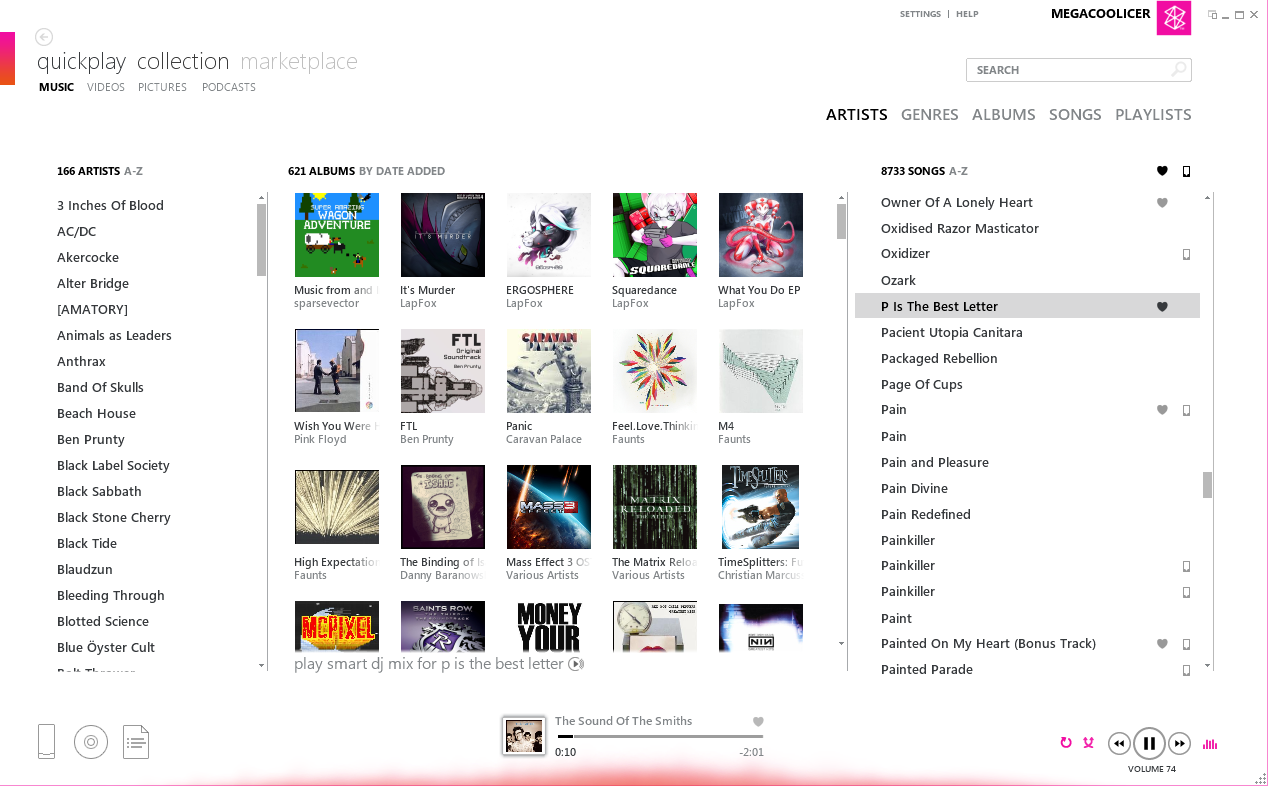 SETTINGS | HELP
MEGACOOLICER
quickplay collection marketplace
SEARCH
MUSIC VIDEOS PICTURES PODCASTS
ARTISTS GENRES ALBUMS SONGS PLAYLISTS
166 ARTISTS A-Z
3 Inches Of Blood
AC/DC
Akercocke
Alter Bridge
[AMATORY]
Animals as Leaders
Anthrax
Band Of Skulls
Beach House
Ben Prunty
Black Label Society
Black Sabbath
Black Stone Cherry
Black Tide
Blaudzun
Bleeding Through
Blotted Science
Blue Öyster Cult
621 ALBUMS BY DATE ADDED
SUPER AMAZING
WAGON
ADVENTURE
IT'S MURDER
SQUAREDANCE
Music from and
sparsevector
It's Murder
LapFox
ERGOSPHERE
LapFox
Squaredance
LapFox
What You Do EP
LapFox
FTL
Original
Soundtrack
Ben Prunty
CARAVAN
PALACE
Wish You Were H
Pink Floyd
FTL
Ben Prunty
Panic
Caravan Palace
Feel.Love.Thinkin
Faunts
M4
Faunts
ISAAC
MASS EFFECT 3
MATRIX
RELOADED
THE ALBUM
TIMESPLITTERS
High Expectation
Faunts
The Binding of Is
Danny Baranows
Mass Effect 3 OS
Various Artists
The Matrix Reloa
Various Artists
TimeSplitters: Fu
Christian Marcus
MCPIXEL
SAINTS ROW
THE THIRD
MONEY
YOUR
NIN
play smart dj mix for p is the best letter
8733 SONGS A-Z
Owner Of A Lonely Heart
Oxidised Razor Masticator
Oxidizer
Ozark
P Is The Best Letter
Pacient Utopia Canitara
Packaged Rebellion
Page Of Cups
Pain
Pain
Pain and Pleasure
Pain Divine
Pain Redefined
Painkiller
Painkiller
Painkiller
Paint
Painted On My Heart (Bonus Track)
Painted Parade
The Sound Of The Smiths
0:10 -2:01
VOLUME 74